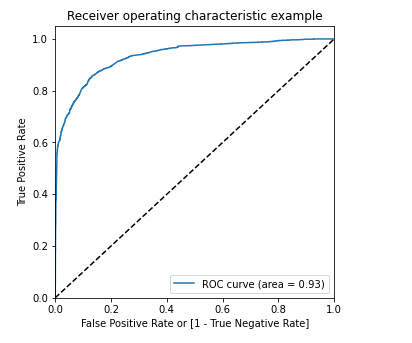 Receiver operating characteristic example
True Positive Rate
1.0
0.8
0.6
0.4
0.2
0.0
ROC curve (area = 0.93)
0.0 0.2 0.4 0.6 0.8 1.0
False Positive Rate or [1 - True Negative Rate]